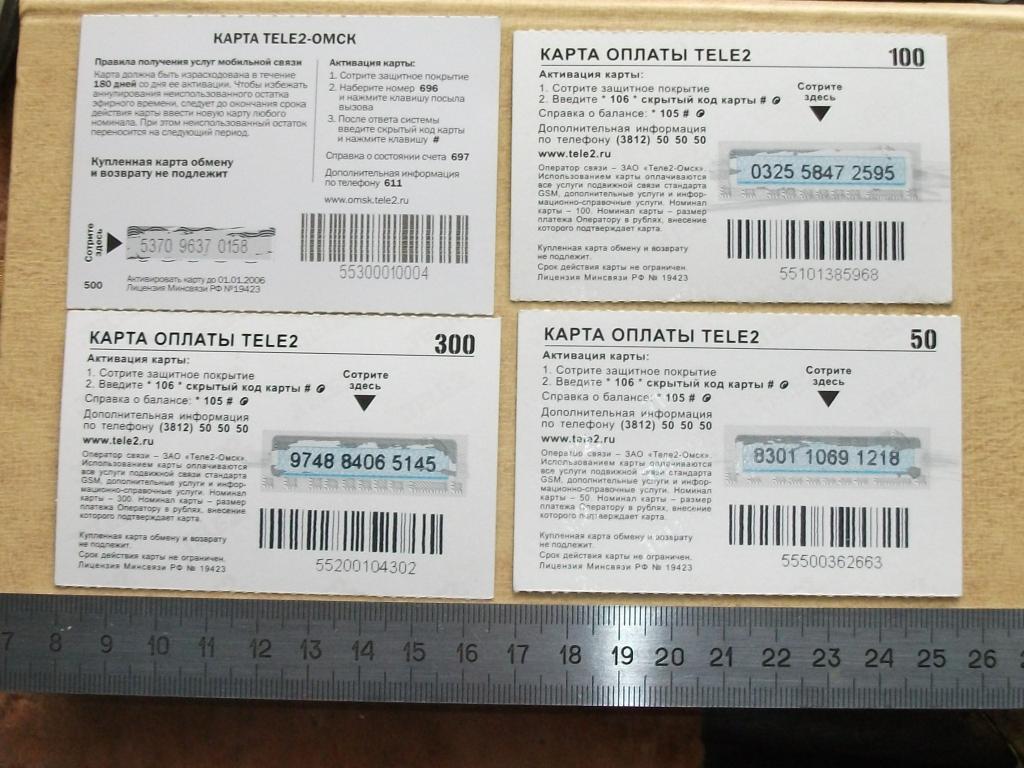 КАРТА TELE2-ОМСК
Правила получения услуг мобильной связи
Карта должна быть израсходована в течение
180 дней со дня ее активации. Чтобы избежать
аннулирования неиспользованного остатка
эфирного времени, следует до окончания срока
действия карты ввести новую карту любого
номинала. При этом неиспользованный остаток
переносится на следующий период.
Купленная карта обмену
и возврату не подлежит
Активация карты:
1. Сотрите защитное покрытие
2. Наберите номер 696
и нажмите клавишу посыла
вызова
3. После ответа системы
введите скрытый код карты
и нажмите клавишу #
Справка о состоянии счета 697
Дополнительная информация
по телефону 611
www.omsk.tele2.ru
Сотрите
здесь
5370 9637 0158
55300010004
500
Активировать карту до 01.01.2006
Лицензия Минсвязи РФ №19423
КАРТА ОПЛАТЫ TELE2
100
Активация карты:
1. Сотрите защитное покрытие
2. Введите * 106 * скрытый код карты #
Справка о балансе: * 105 #
Сотрите
здесь
Дополнительная информация
по телефону (3812) 50 50 50
www.tele2.ru
Оператор связи – ЗАО «Теле2-Омск».
Использованием карты оплачиваются
все услуги подвижной связи стандарта
GSM, дополнительные услуги и инфор-
мационно-справочные услуги. Номинал
карты – 100. Номинал карты – размер
платежа Оператору в рублях, внесение
которого подтверждает карта.
0325 5847 2595
Купленная карта обмену и возврату
не подлежит.
Срок действия карты не ограничен.
Лицензия Минсвязи РФ № 19423
55101385968
КАРТА ОПЛАТЫ TELE2
300
Активация карты:
1. Сотрите защитное покрытие
2. Введите * 106 * скрытый код карты #
Справка о балансе: * 105 #
Сотрите
здесь
Дополнительная информация
по телефону (3812) 50 50 50
www.tele2.ru
Оператор связи – ЗАО «Теле2-Омск».
Использованием карты оплачиваются
все услуги подвижной связи стандарта
GSM, дополнительные услуги и инфор-
мационно-справочные услуги. Номинал
карты – 300. Номинал карты – размер
платежа Оператору в рублях, внесение
которого подтверждает карта.
9748 8406 5145
Купленная карта обмену и возврату
не подлежит.
Срок действия карты не ограничен.
Лицензия Минсвязи РФ № 19423
55200104302
КАРТА ОПЛАТЫ TELE2
50
Активация карты:
1. Сотрите защитное покрытие
2. Введите * 106 * скрытый код карты #
Справка о балансе: * 105 #
Сотрите
здесь
Дополнительная информация
по телефону (3812) 50 50 50
www.tele2.ru
Оператор связи – ЗАО «Теле2-Омск».
Использованием карты оплачиваются
все услуги подвижной связи стандарта
GSM, дополнительные услуги и инфор-
мационно-справочные услуги. Номинал
карты – 50. Номинал карты – размер
платежа Оператору в рублях, внесение
которого подтверждает карта.
8301 1069 1218
Купленная карта обмену и возврату
не подлежит.
Срок действия карты не ограничен.
Лицензия Минсвязи РФ № 19423
55500362663
7 8 9 10 11 12 13 14 15 16 17 18 19 20 21 22 23 24 25 26